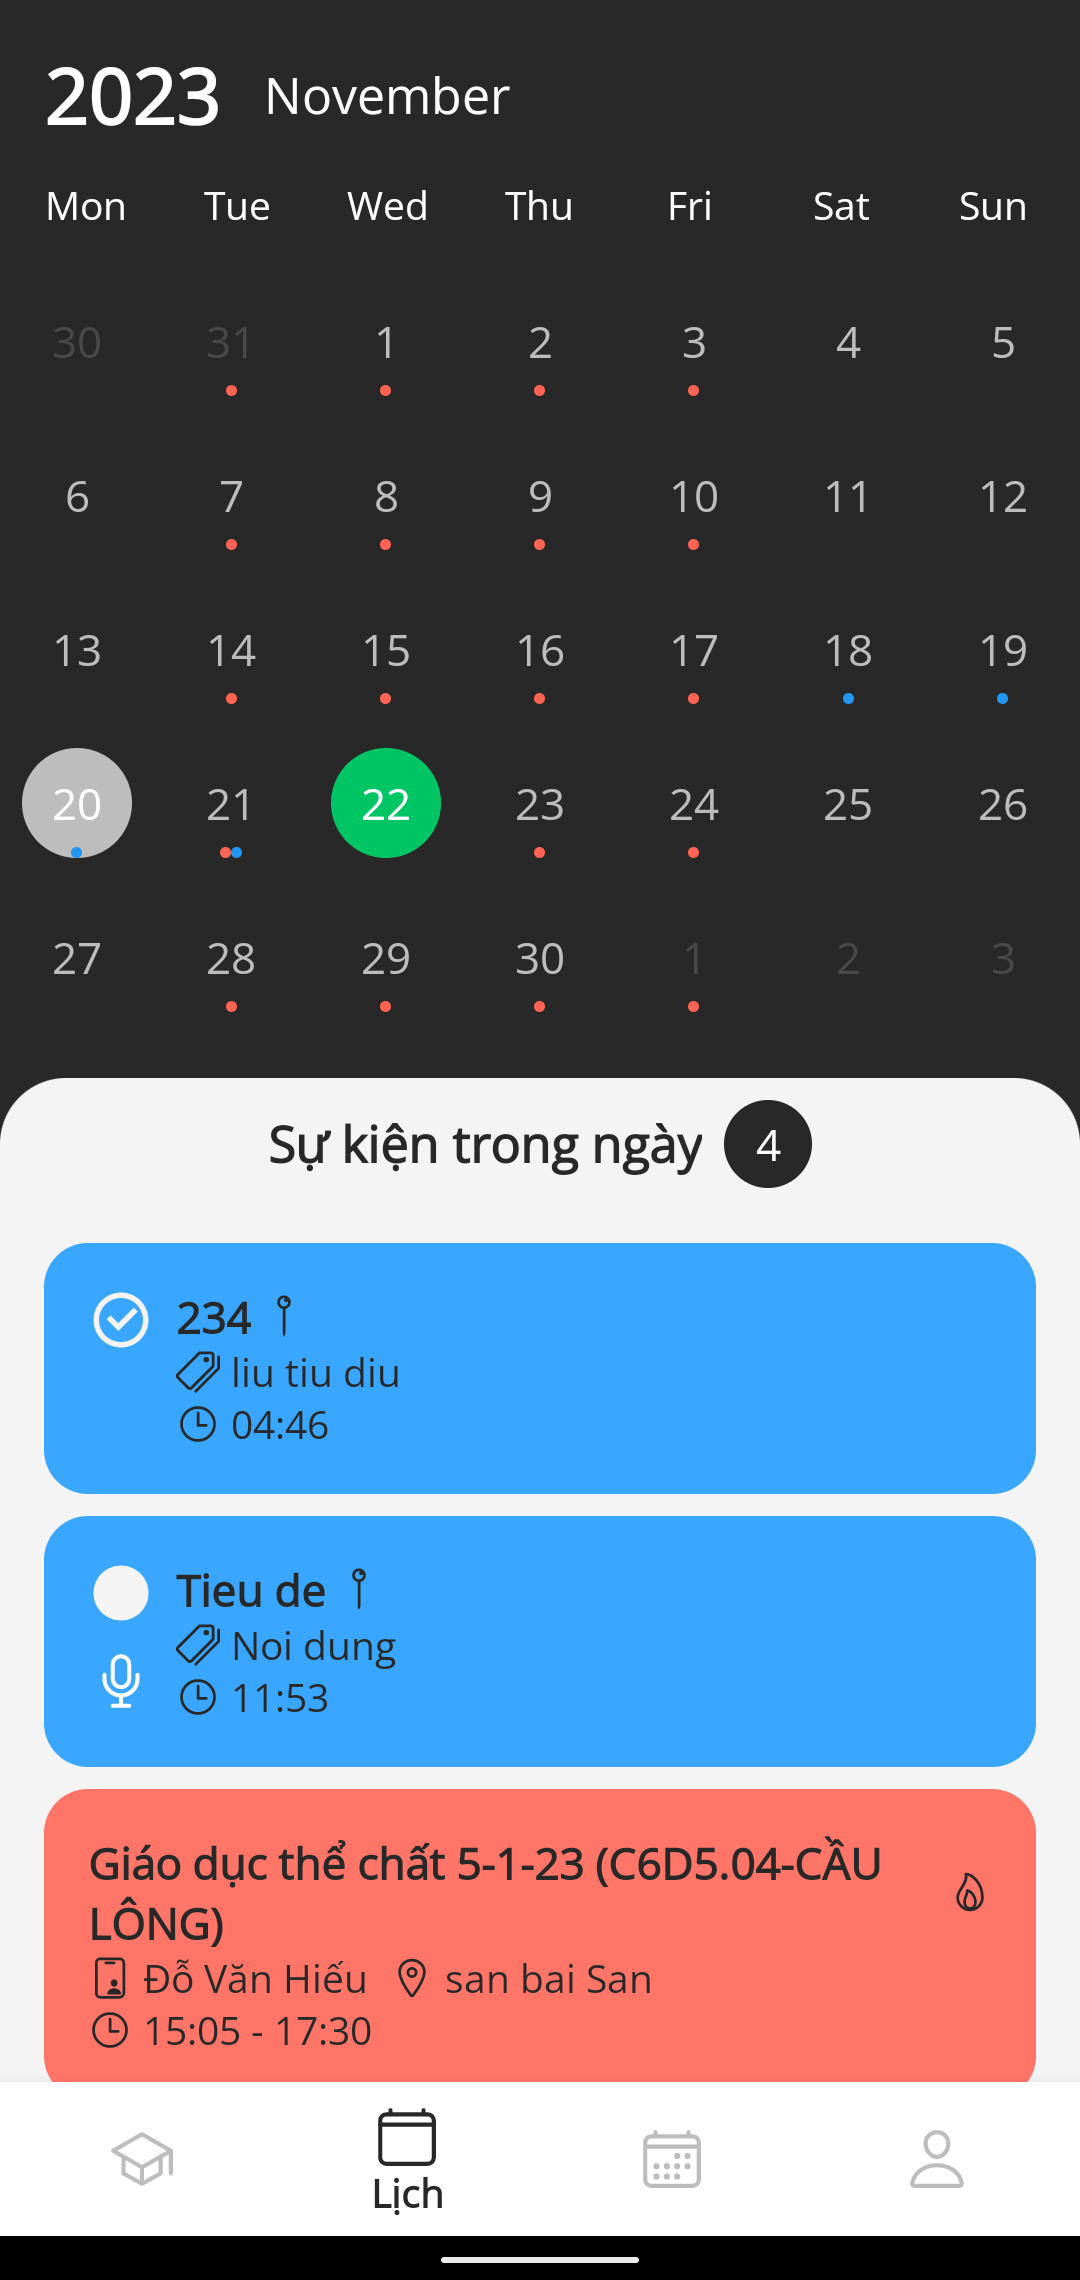 2023 November
Mon Tue Wed Thu Fri Sat Sun
30 31 1 2 3 4 5
6 7 8 9 10 11 12
13 14 15 16 17 18 19
20 21 22 23 24 25 26
27 28 29 30 1 2 3
Sự kiện trong ngày 4
234
liu tiu diu
04:46
Tieu de
Noi dung
11:53
Giáo dục thể chất 5-1-23 (C6D5.04-CẦU
LÔNG)
Đỗ Văn Hiếu san bai San
15:05 - 17:30
Lịch